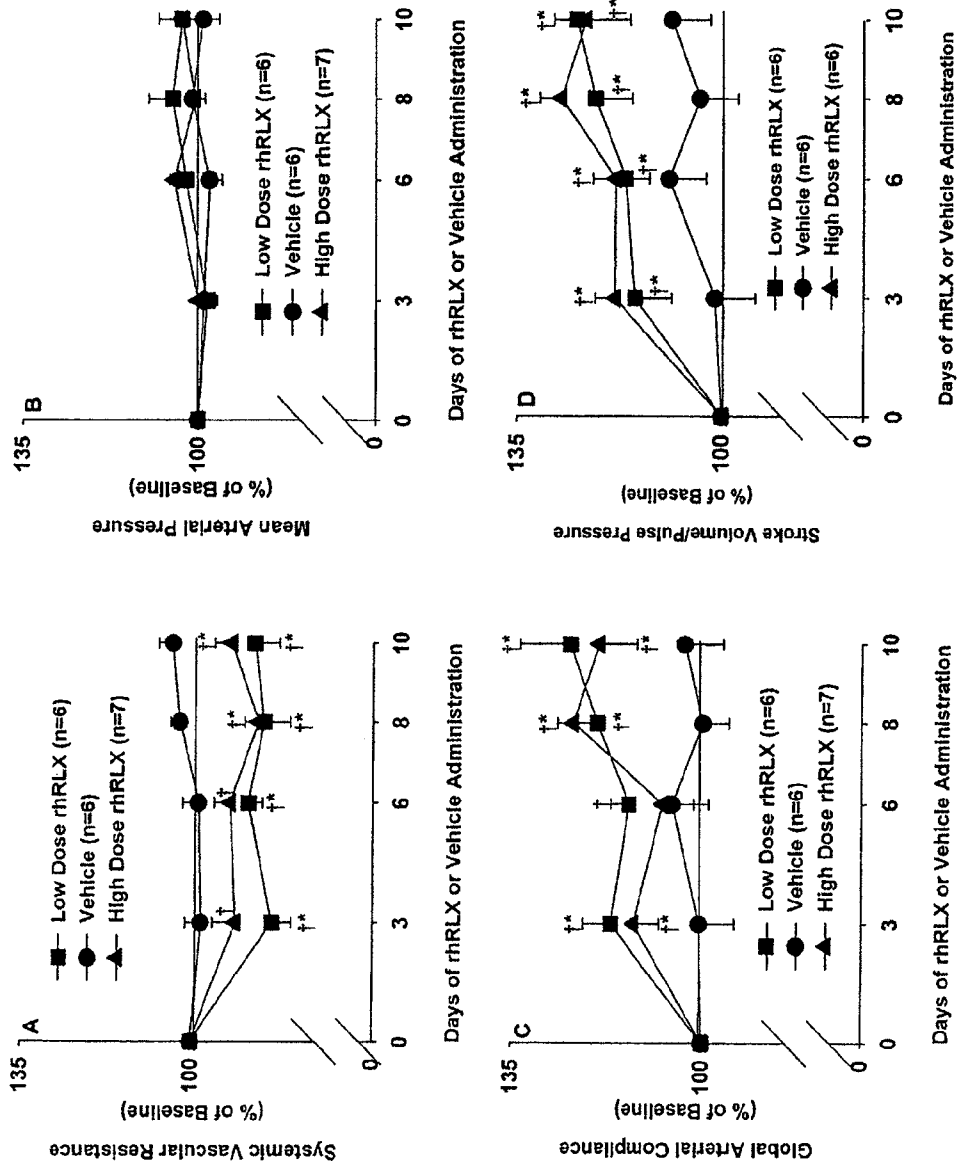 A
135
100
0
Systemic Vascular Resistance
(% of Baseline)
Low Dose rhRLX (n=6)
Vehicle (n=6)
High Dose rhRLX (n=7)
†
†*
†
†*
†*
†*
†*
†*
0
3
6
8
10
Days of rhRLX or Vehicle Administration
B
135
100
0
Mean Arterial Pressure
(% of Baseline)
Low Dose rhRLX (n=6)
Vehicle (n=6)
High Dose rhRLX (n=7)
0
3
6
8
10
Days of rhRLX or Vehicle Administration
C
135
100
0
Global Arterial Compliance
(% of Baseline)
†*
†*
†*
†*
†*
†*
Low Dose rhRLX (n=6)
Vehicle (n=6)
High Dose rhRLX (n=7)
0
3
6
8
10
Days of rhRLX or Vehicle Administration
D
135
100
0
Stroke Volume/Pulse Pressure
(% of Baseline)
†*
†*
†*
†*
†*
†*
†*
†*
Low Dose rhRLX (n=6)
Vehicle (n=6)
High Dose rhRLX (n=6)
0
3
6
8
10
Days of rhRLX or Vehicle Administration